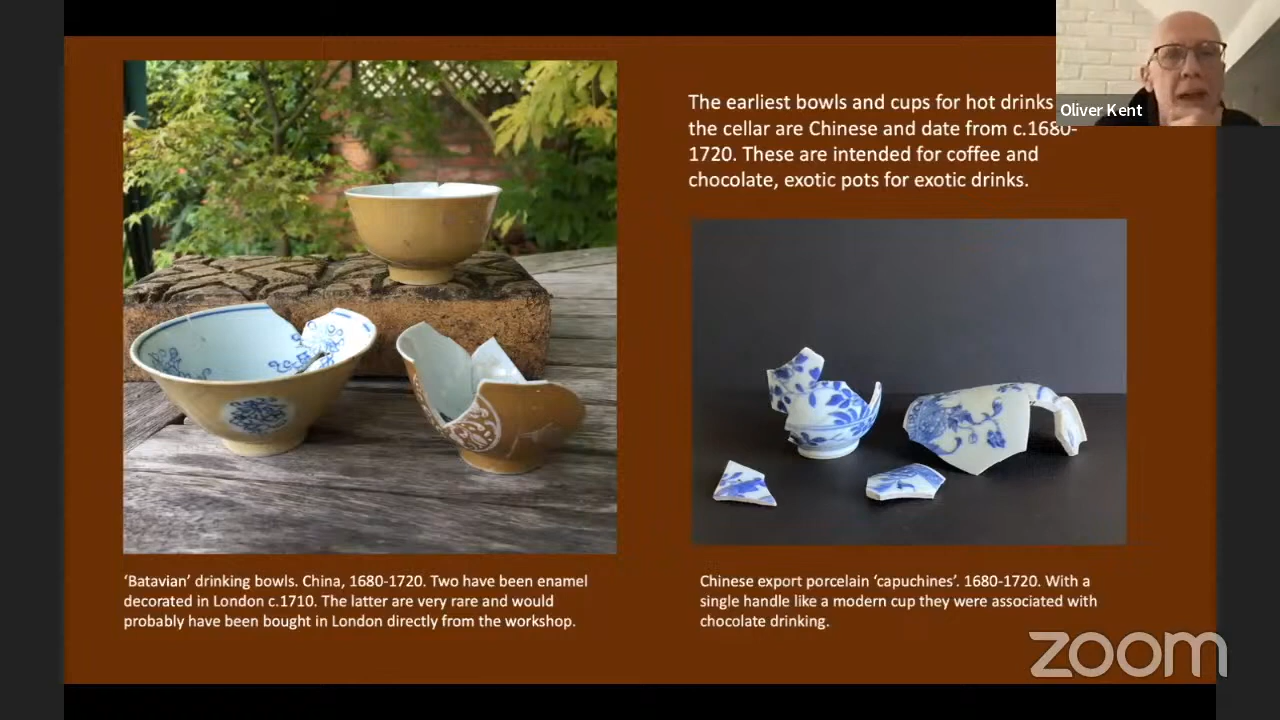 The earliest bowls and cups for hot drinks
the cellar are Chinese and date from c.1680-
1720. These are intended for coffee and
chocolate, exotic pots for exotic drinks.
Oliver Kent
‘Batavian’ drinking bowls. China, 1680-1720. Two have been enamel
decorated in London c.1710. The latter are very rare and would
probably have been bought in London directly from the workshop.
Chinese export porcelain ‘capuchines’. 1680-1720. With a
single handle like a modern cup they were associated with
chocolate drinking.
zoom